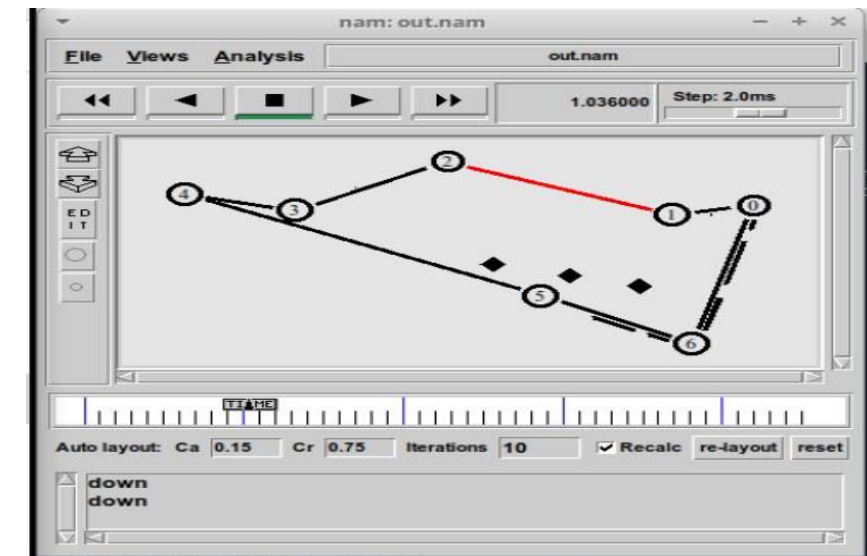 nam: out.nam
File Views Analysis out.nam
1.036000 Step: 2.0ms
2
4
3
1
0
5
6
ED
IT
TIME
Auto layout: Ca 0.15 Cr 0.75 Iterations 10 Recalc re-layout reset
down
down